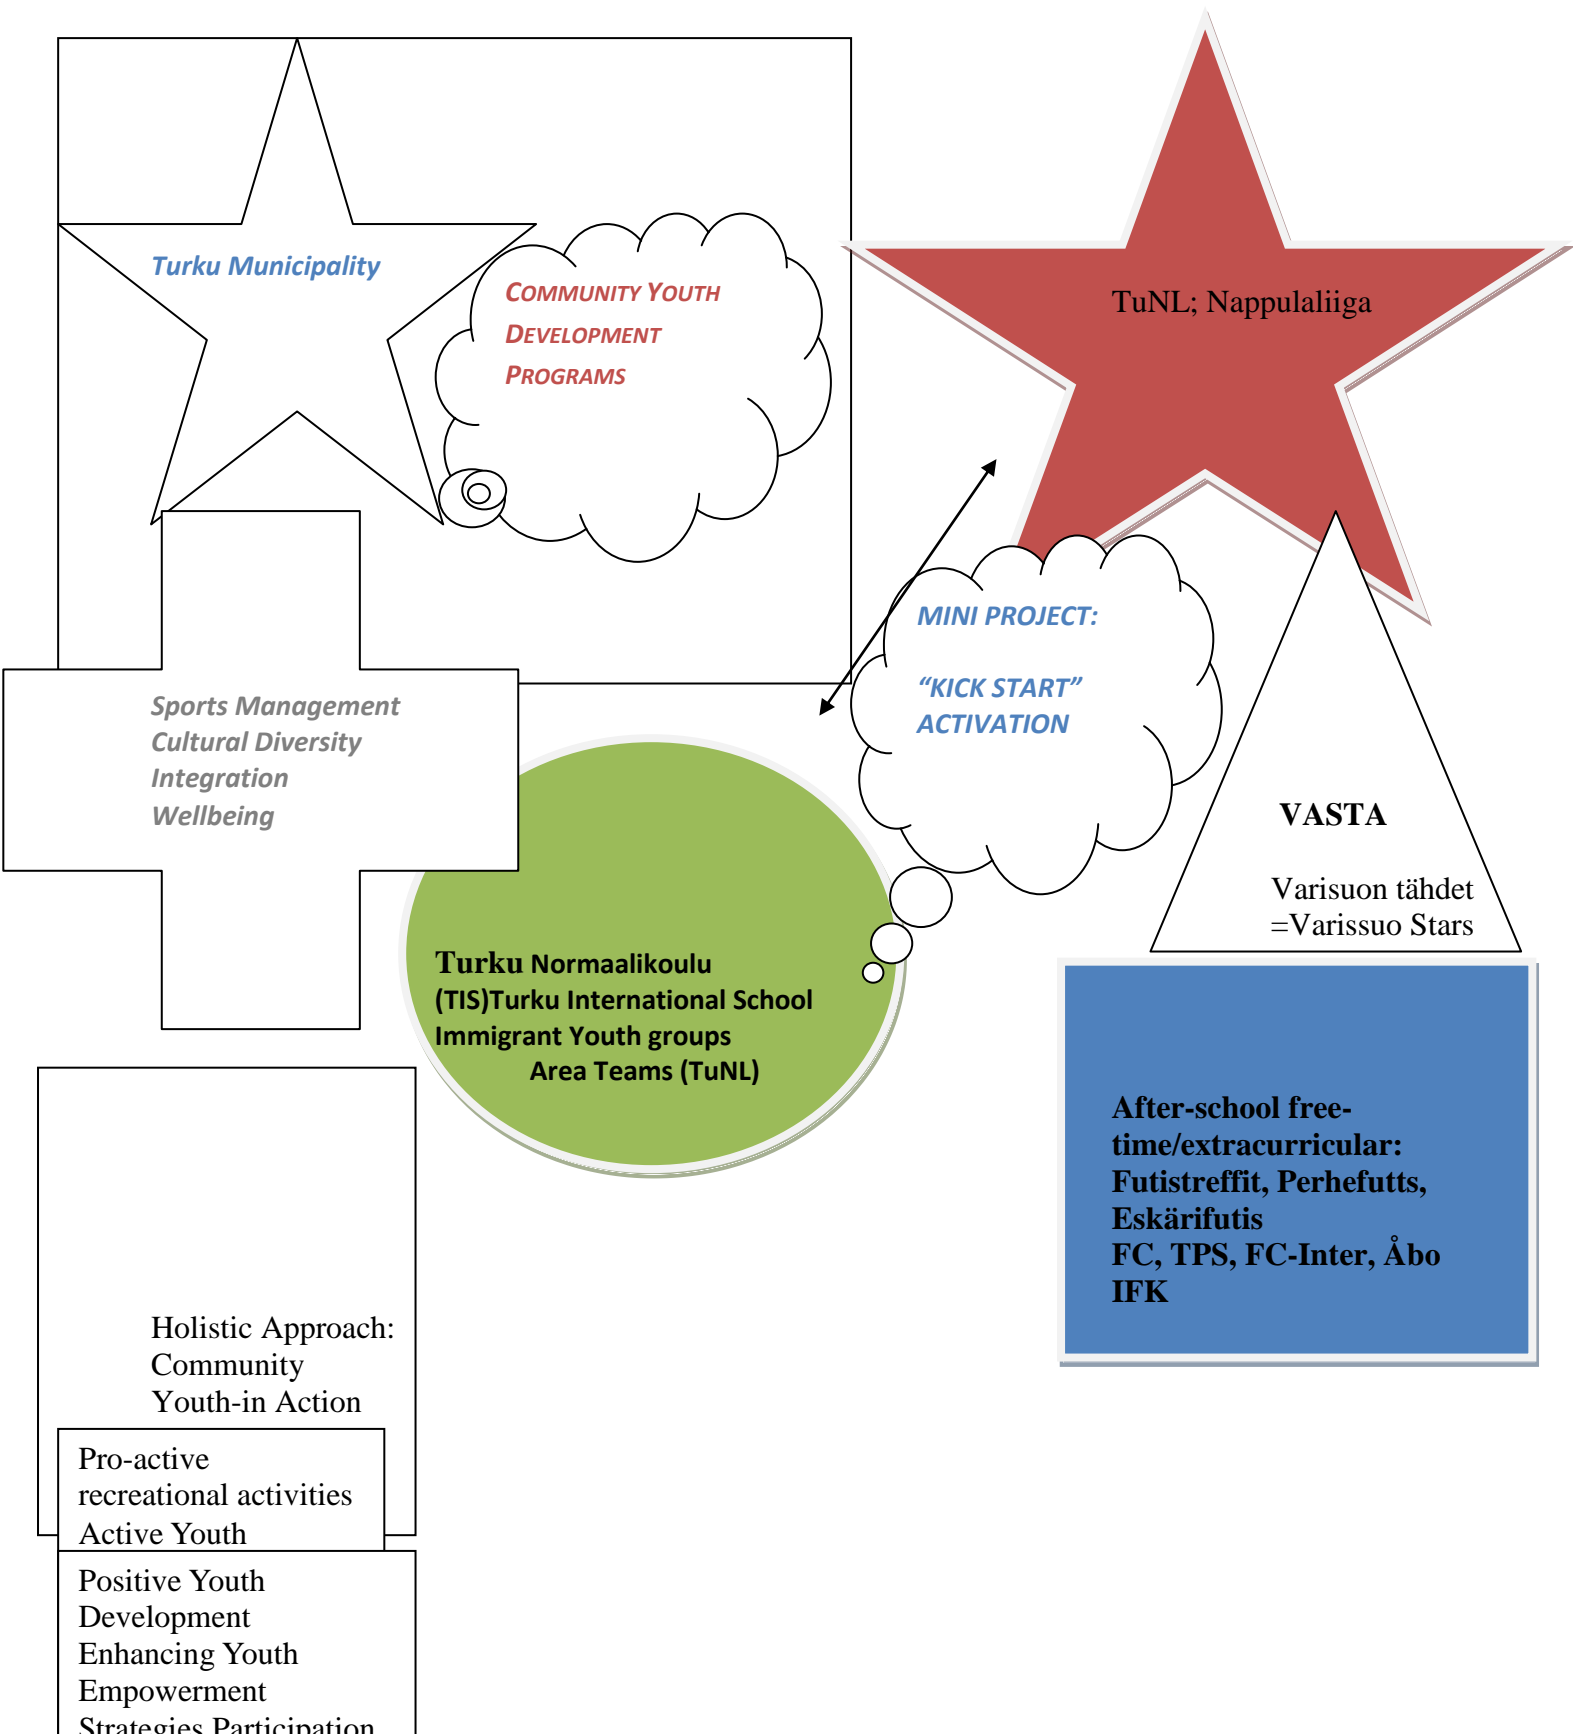 Turku Municipality
COMMUNITY YOUTH
DEVELOPMENT
PROGRAMS
TuNL; Nappulaliiga
MINI PROJECT:
“KICK START”
ACTIVATION
Sports Management
Cultural Diversity
Integration
Wellbeing
VASTA
Varisuon tähdet
=Varissuo Stars
Turku Normaalikoulu
(TIS)Turku International School
Immigrant Youth groups
Area Teams (TuNL)
After-school free-
time/extracurricular:
Futistreffit, Perhefutts,
Eskärifutis
FC, TPS, FC-Inter, Åbo
IFK
Holistic Approach:
Community
Youth-in Action
Pro-active
recreational activities
Active Youth
Positive Youth
Development
Enhancing Youth
Empowerment
Strategies Participation